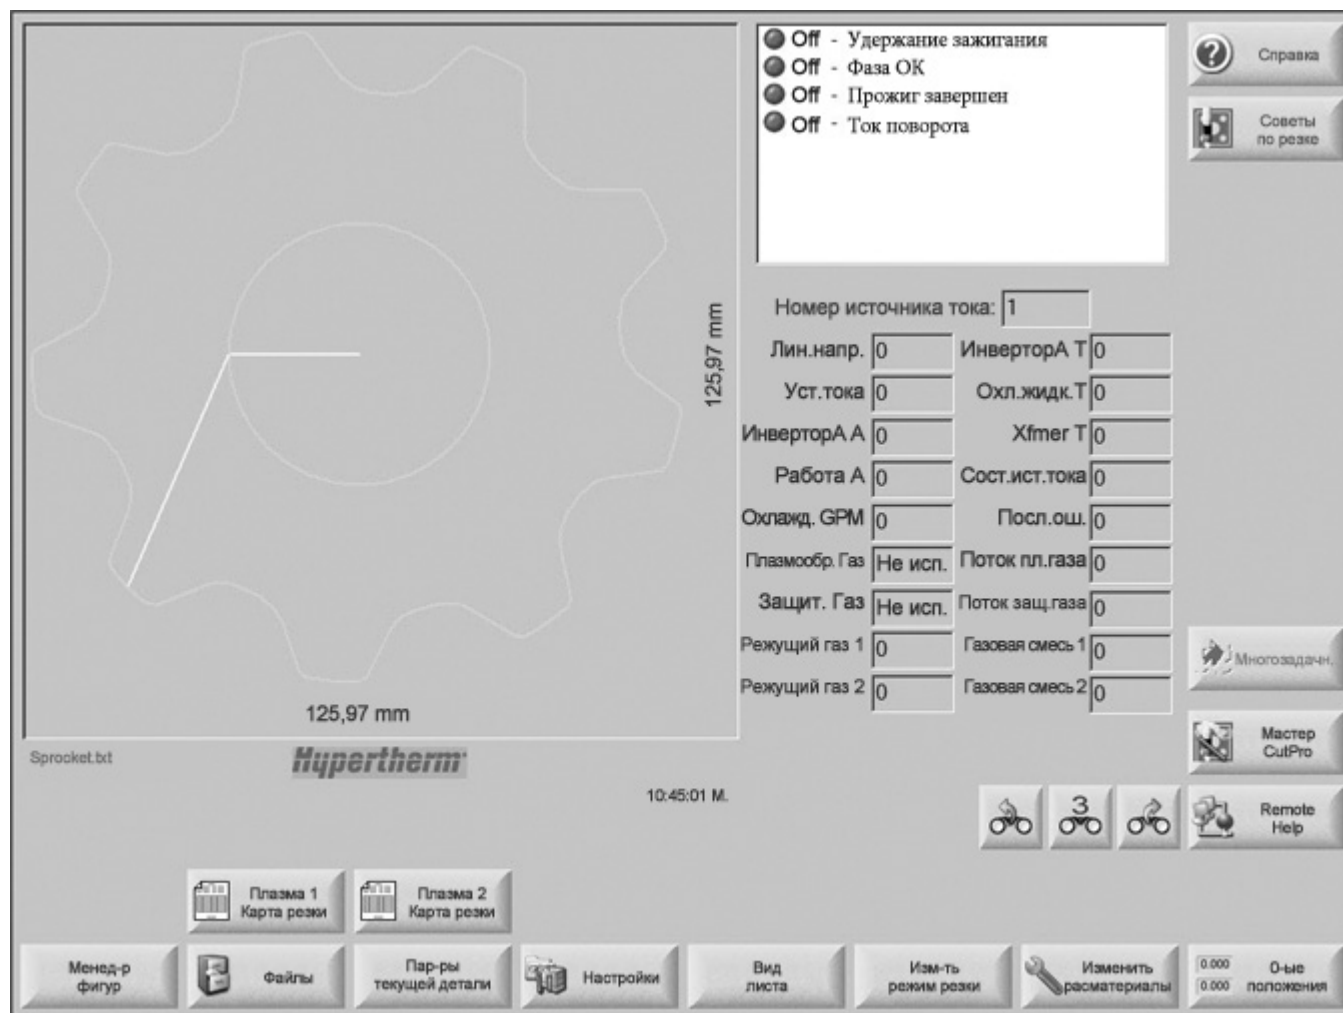 Off - Удержание зажигания
Off - Фаза ОК
Off - Прожиг завершен
Off - Ток поворота
Справка
Советы
по резке
125,97 mm
125,97 mm
Номер источника тока: 1
Лин.напр. 0 ИнверторА Т 0
Уст.тока 0 Охл.жидк.Т 0
ИнверторА А 0 Xfmer T 0
Работа А 0 Сост.ист.тока 0
Охлажд. GPM 0 Посл.ош. 0
Плазмообр. Газ Не исп. Поток пл.газа 0
Защит. Газ Не исп. Поток защ.газа 0
Режущий газ 1 0 Газовая смесь 1 0
Режущий газ 2 0 Газовая смесь 2 0
Многозадачн.
Мастер
CutPro
Sprocket.txt
Hypertherm
10:45:01 М.
3
Remote
Help
Плазма 1
Карта резки
Плазма 2
Карта резки
Менед-р
фигур
Файлы
Пар-ры
текущей детали
Настройки
Вид
листа
Изм-ть
режим резки
Изменить
расматериалы
0.000
0.000
0-ые
положения